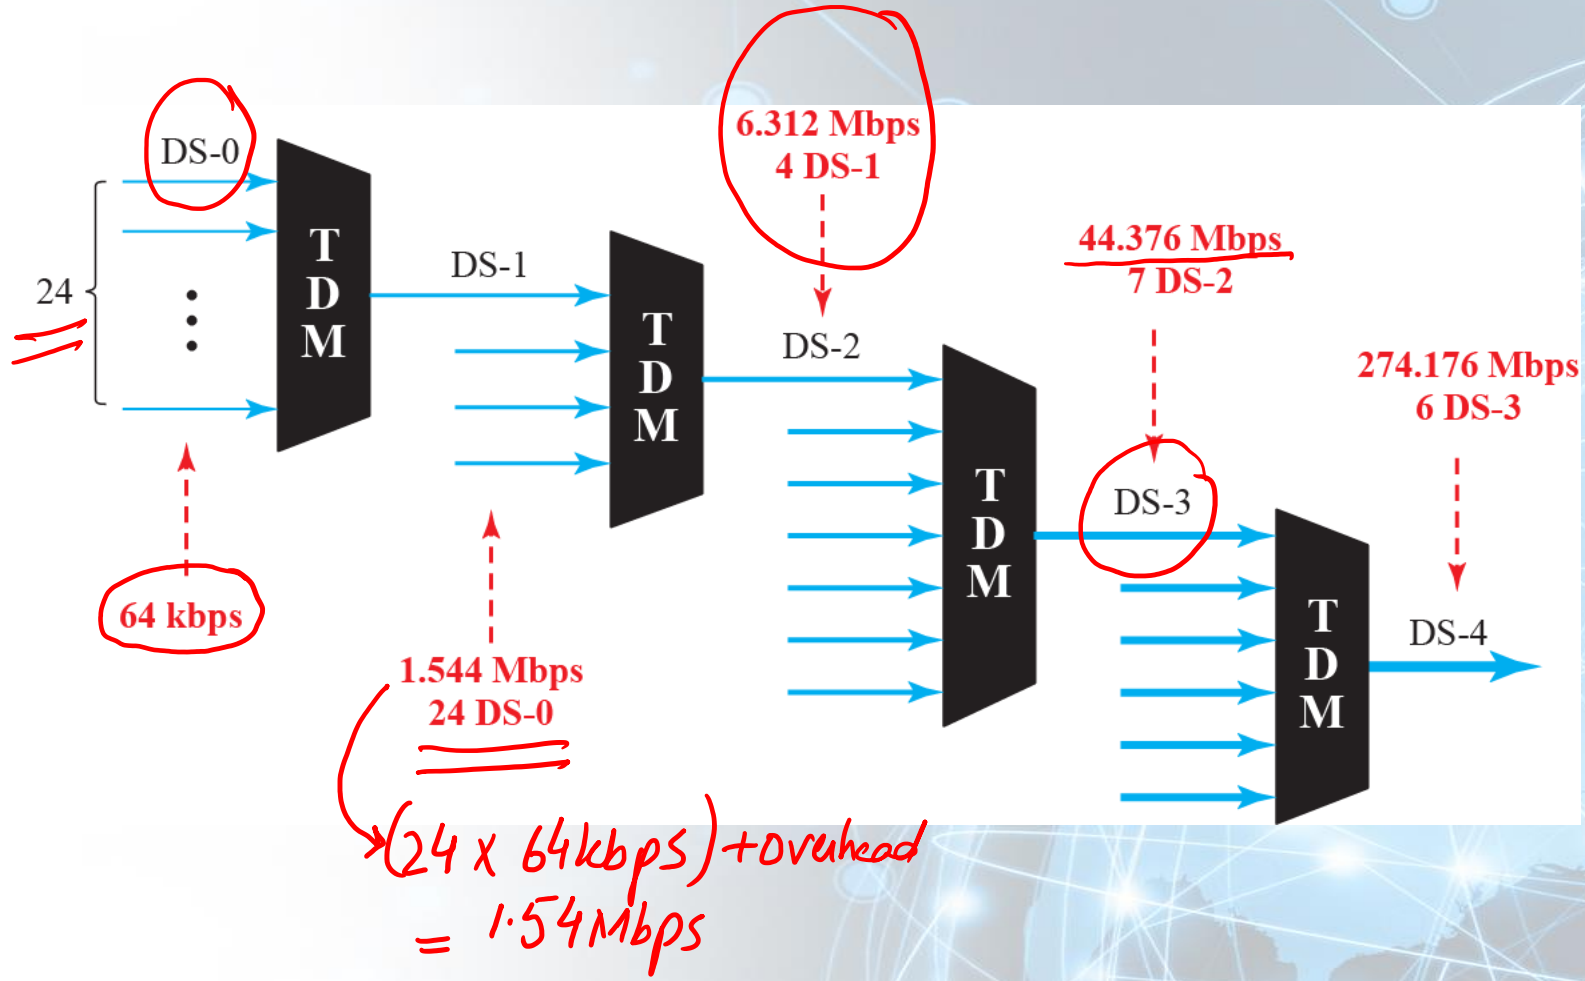 DS-0
24
T
D
M
64 kbps
DS-1
1.544 Mbps
24 DS-0
(24 x 64kbps) + overhead
= 1.54Mbps
T
D
M
6.312 Mbps
4 DS-1
DS-2
T
D
M
44.376 Mbps
7 DS-2
DS-3
T
D
M
274.176 Mbps
6 DS-3
DS-4